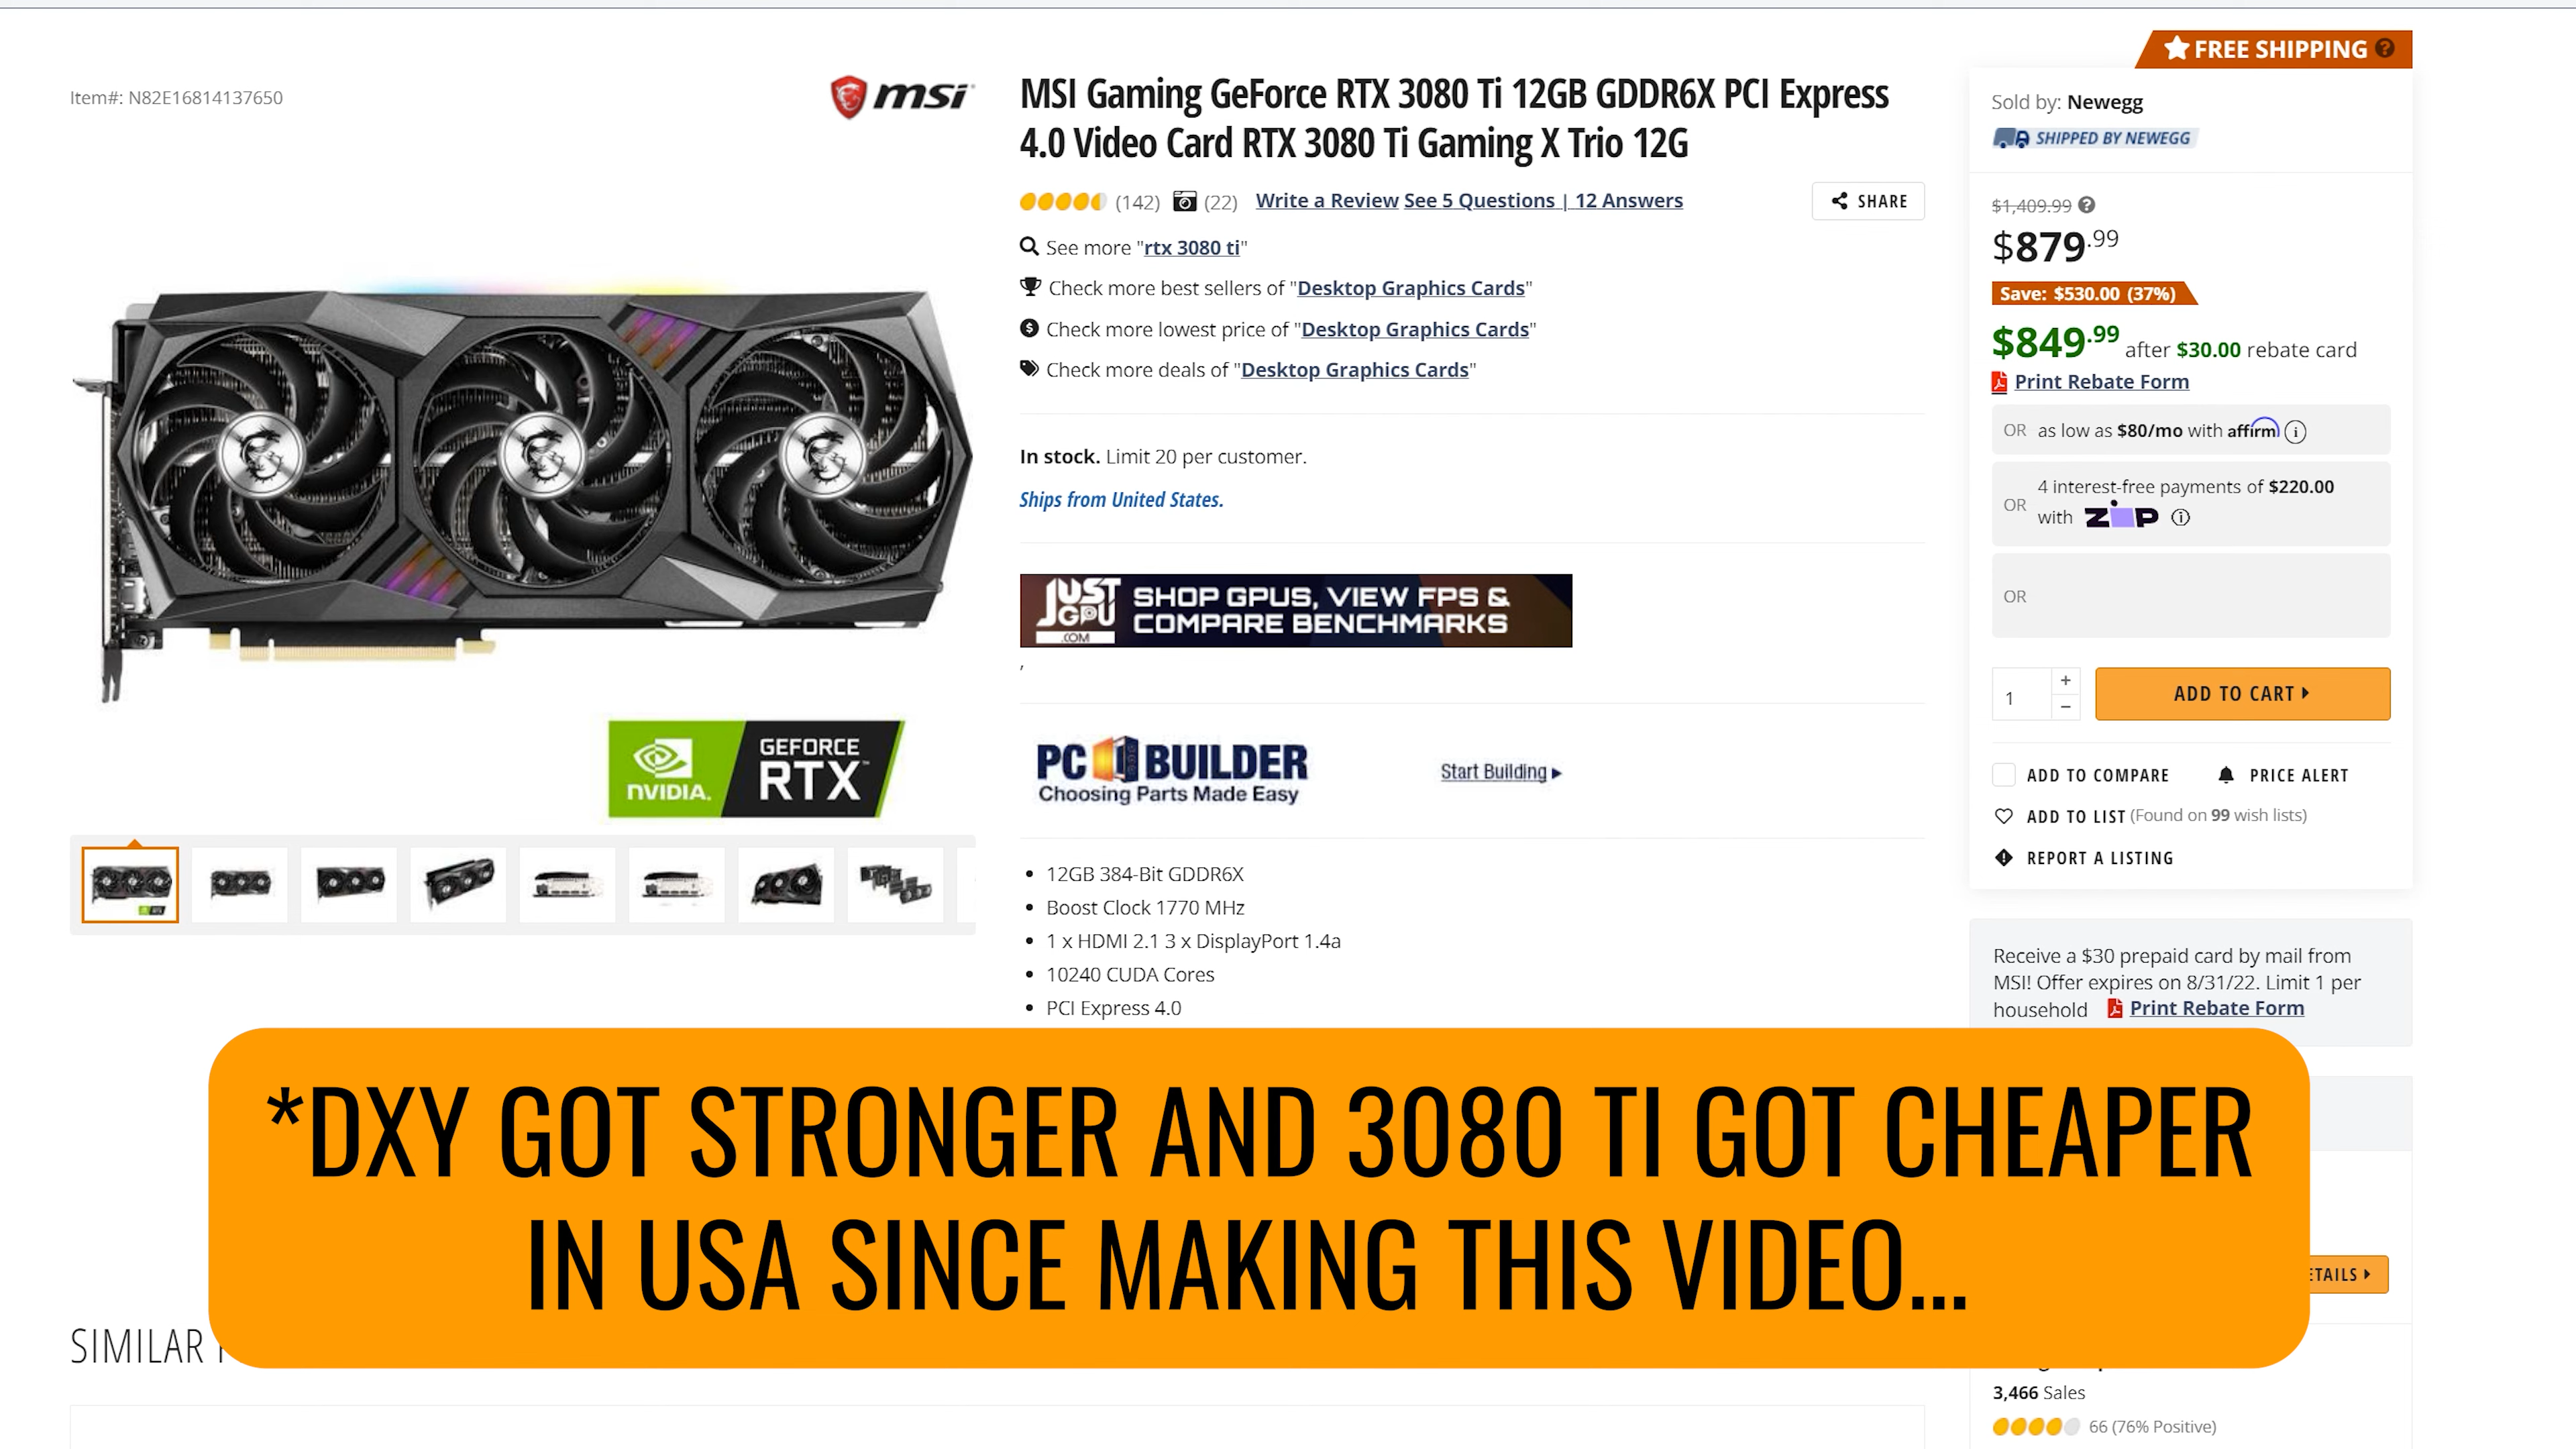 FREE SHIPPING ?
Item#: N82E16814137650
msi
MSI Gaming GeForce RTX 3080 Ti 12GB GDDR6X PCI Express
4.0 Video Card RTX 3080 Ti Gaming X Trio 12G
(142) (22) Write a Review See 5 Questions | 12 Answers
SHARE
See more "rtx 3080 ti"
Check more best sellers of "Desktop Graphics Cards"
Check more lowest price of "Desktop Graphics Cards"
Check more deals of "Desktop Graphics Cards"
In stock. Limit 20 per customer.
Ships from United States.
JUST
GPU
.COM
SHOP GPUS, VIEW FPS &
COMPARE BENCHMARKS
,
PC BUILDER
Choosing Parts Made Easy
Start Building
• 12GB 384-Bit GDDR6X
• Boost Clock 1770 MHz
• 1 x HDMI 2.1 3 x DisplayPort 1.4a
• 10240 CUDA Cores
• PCI Express 4.0
NVIDIA.
GEFORCE
RTX™
Sold by: Newegg
SHIPPED BY NEWEGG
$1,409.99 ?
$879.99
Save: $530.00 (37%)
$849.99 after $30.00 rebate card
Print Rebate Form
OR as low as $80/mo with affirm i
OR
4 interest-free payments of $220.00
with ZIP i
OR
1 + −
ADD TO CART
ADD TO COMPARE
PRICE ALERT
ADD TO LIST (Found on 99 wish lists)
REPORT A LISTING
Receive a $30 prepaid card by mail from
MSI! Offer expires on 8/31/22. Limit 1 per
household Print Rebate Form
*DXY GOT STRONGER AND 3080 TI GOT CHEAPER
IN USA SINCE MAKING THIS VIDEO...
ETAILS
SIMILAR
3,466 Sales
66 (76% Positive)